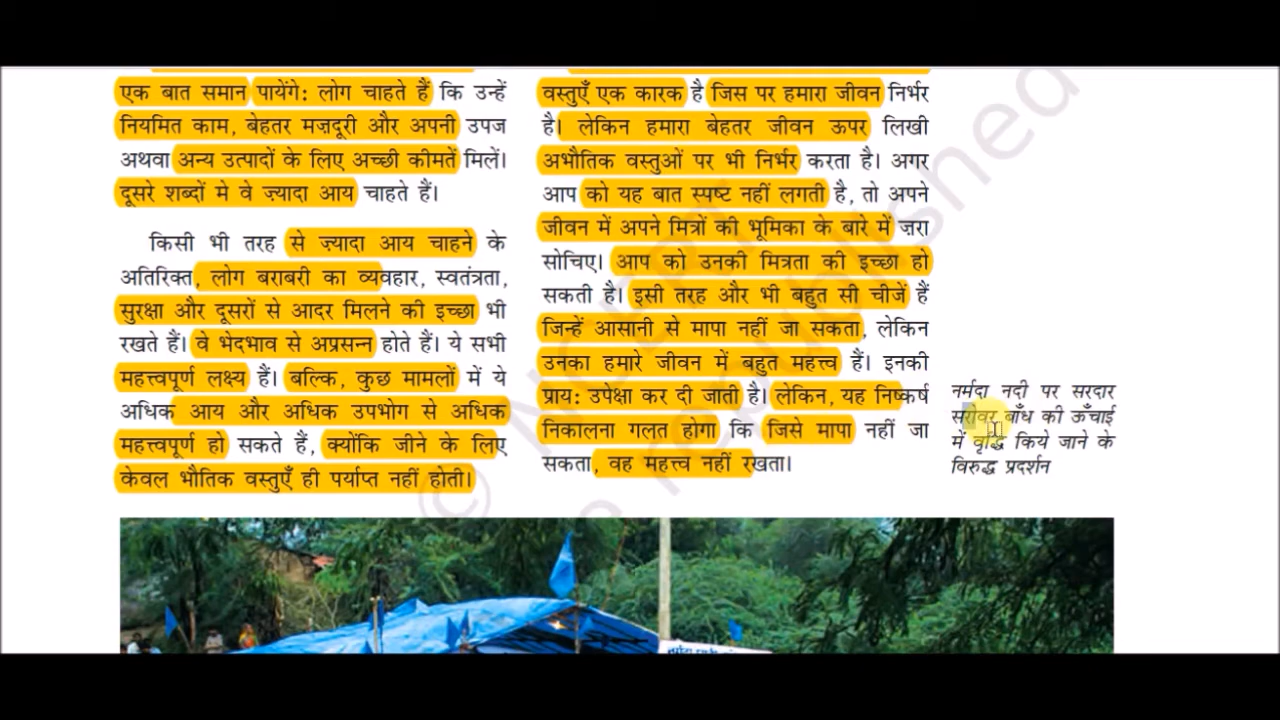 एक बात समान पायेंगे: लोग चाहते हैं कि उन्हें
नियमित काम, बेहतर मज़दूरी और अपनी उपज
अथवा अन्य उत्पादों के लिए अच्छी कीमतें मिलें।
दूसरे शब्दों मे वे ज़्यादा आय चाहते हैं।
किसी भी तरह से ज़्यादा आय चाहने के
अतिरिक्त, लोग बराबरी का व्यवहार, स्वतंत्रता,
सुरक्षा और दूसरों से आदर मिलने की इच्छा भी
रखते हैं। वे भेदभाव से अप्रसन्न होते हैं। ये सभी
महत्त्वपूर्ण लक्ष्य हैं। बल्कि, कुछ मामलों में ये
अधिक आय और अधिक उपभोग से अधिक
महत्त्वपूर्ण हो सकते हैं, क्योंकि जीने के लिए
केवल भौतिक वस्तुएँ ही पर्याप्त नहीं होती।
वस्तुएँ एक कारक है जिस पर हमारा जीवन निर्भर
है। लेकिन हमारा बेहतर जीवन ऊपर लिखी
अभौतिक वस्तुओं पर भी निर्भर करता है। अगर
आप को यह बात स्पष्ट नहीं लगती है, तो अपने
जीवन में अपने मित्रों की भूमिका के बारे में ज़रा
सोचिए। आप को उनकी मित्रता की इच्छा हो
सकती है। इसी तरह और भी बहुत सी चीजें हैं
जिन्हें आसानी से मापा नहीं जा सकता, लेकिन
उनका हमारे जीवन में बहुत महत्त्व हैं। इनकी
प्राय: उपेक्षा कर दी जाती है। लेकिन, यह निष्कर्ष
निकालना गलत होगा कि जिसे मापा नहीं जा
सकता, वह महत्त्व नहीं रखता।
नर्मदा नदी पर सरदार
सरोवर बाँध की ऊँचाई
में वृद्धि किये जाने के
विरुद्ध प्रदर्शन